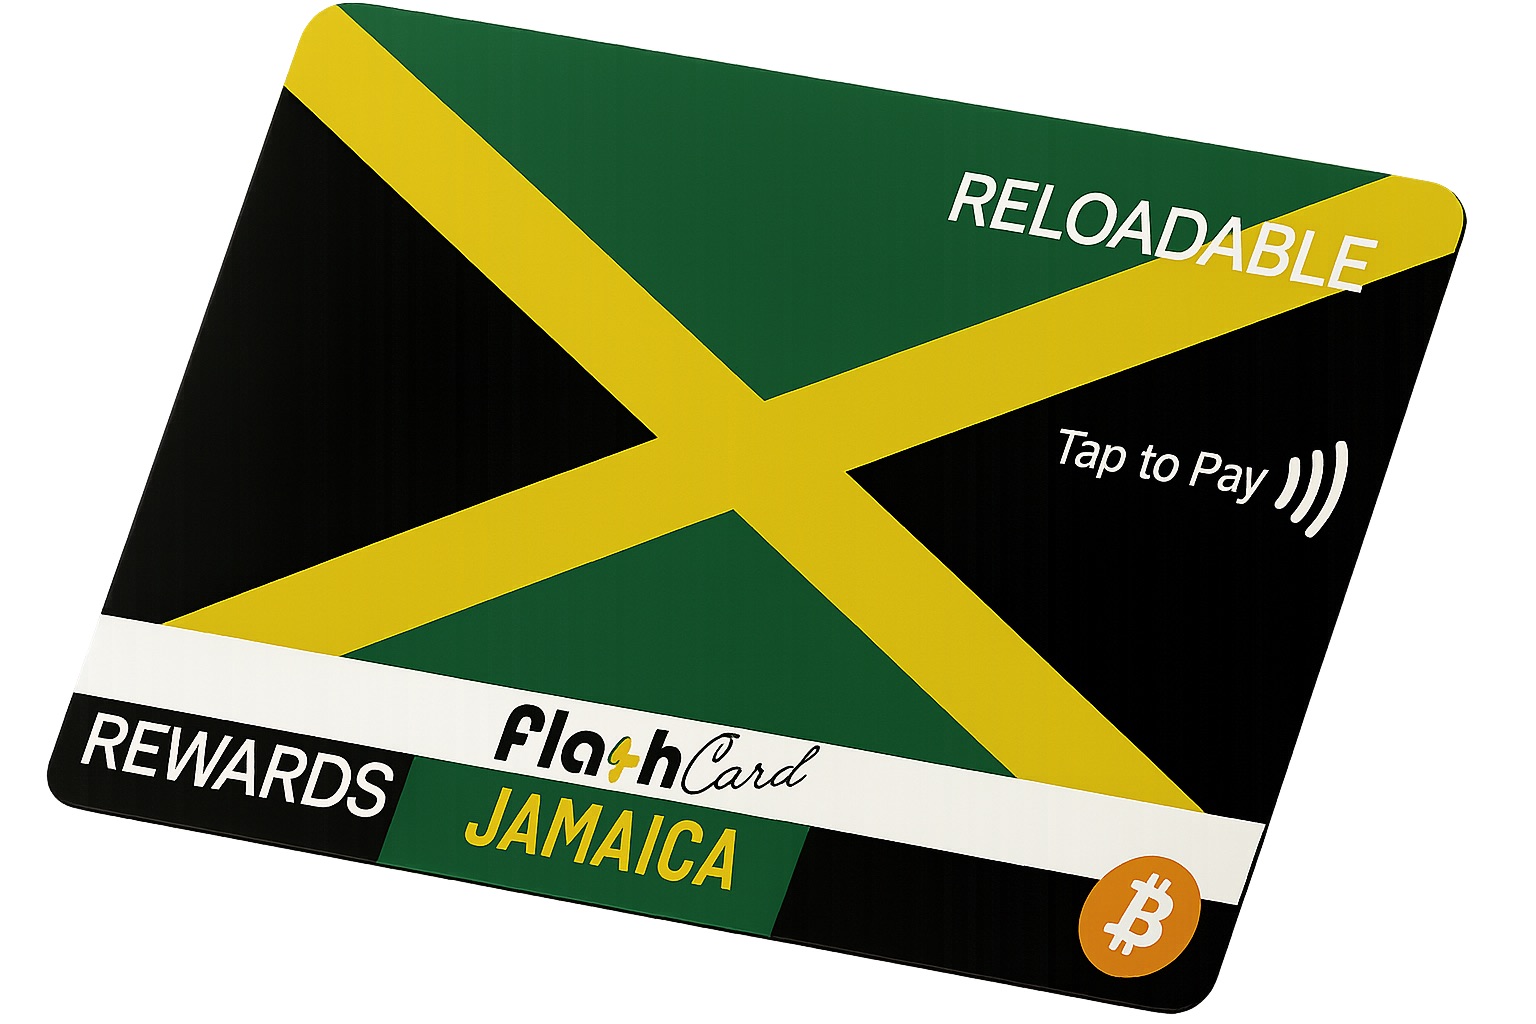 RELOADABLE
Tap to Pay
flashCard
REWARDS
JAMAICA